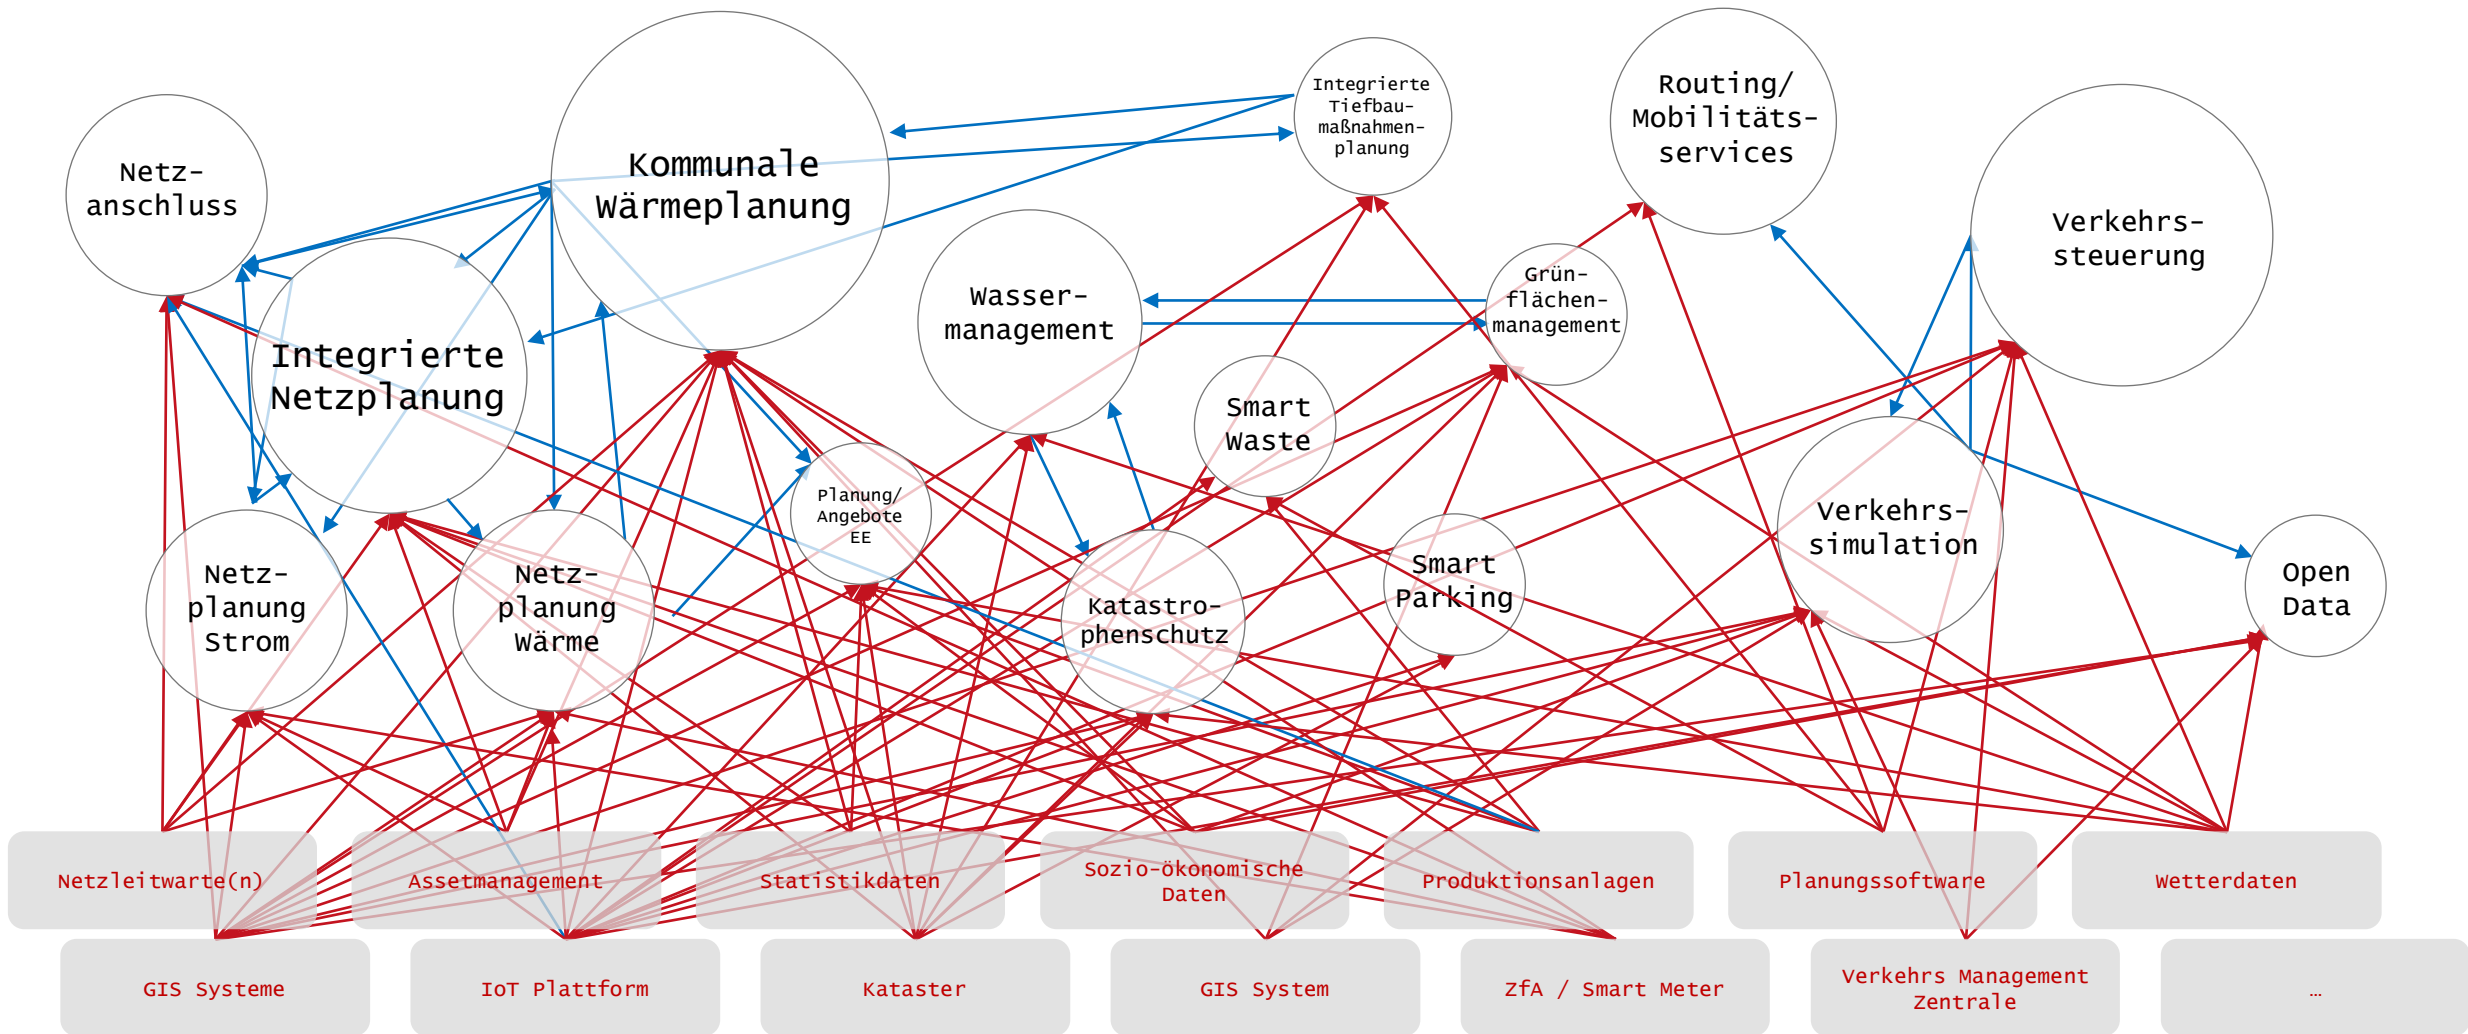 Netz-
anschluss
Kommunale
Wärmeplanung
Integrierte
Tiefbau-
maßnahmen-
planung
Routing/
Mobilitäts-
services
Verkehrs-
steuerung
Integrierte
Netzplanung
Wasser-
management
Grün-
flächen-
management
Smart
Waste
Planung/
Angebote
EE
Verkehrs-
simulation
Netz-
planung
Strom
Netz-
planung
Wärme
Katastro-
phenschutz
Smart
Parking
Open
Data
Netzleitwarte(n)
Assetmanagement
Statistikdaten
Sozio-ökonomische
Daten
Produktionsanlagen
Planungssoftware
Wetterdaten
GIS Systeme
IoT Plattform
Kataster
GIS System
ZfA / Smart Meter
Verkehrs Management
Zentrale
…